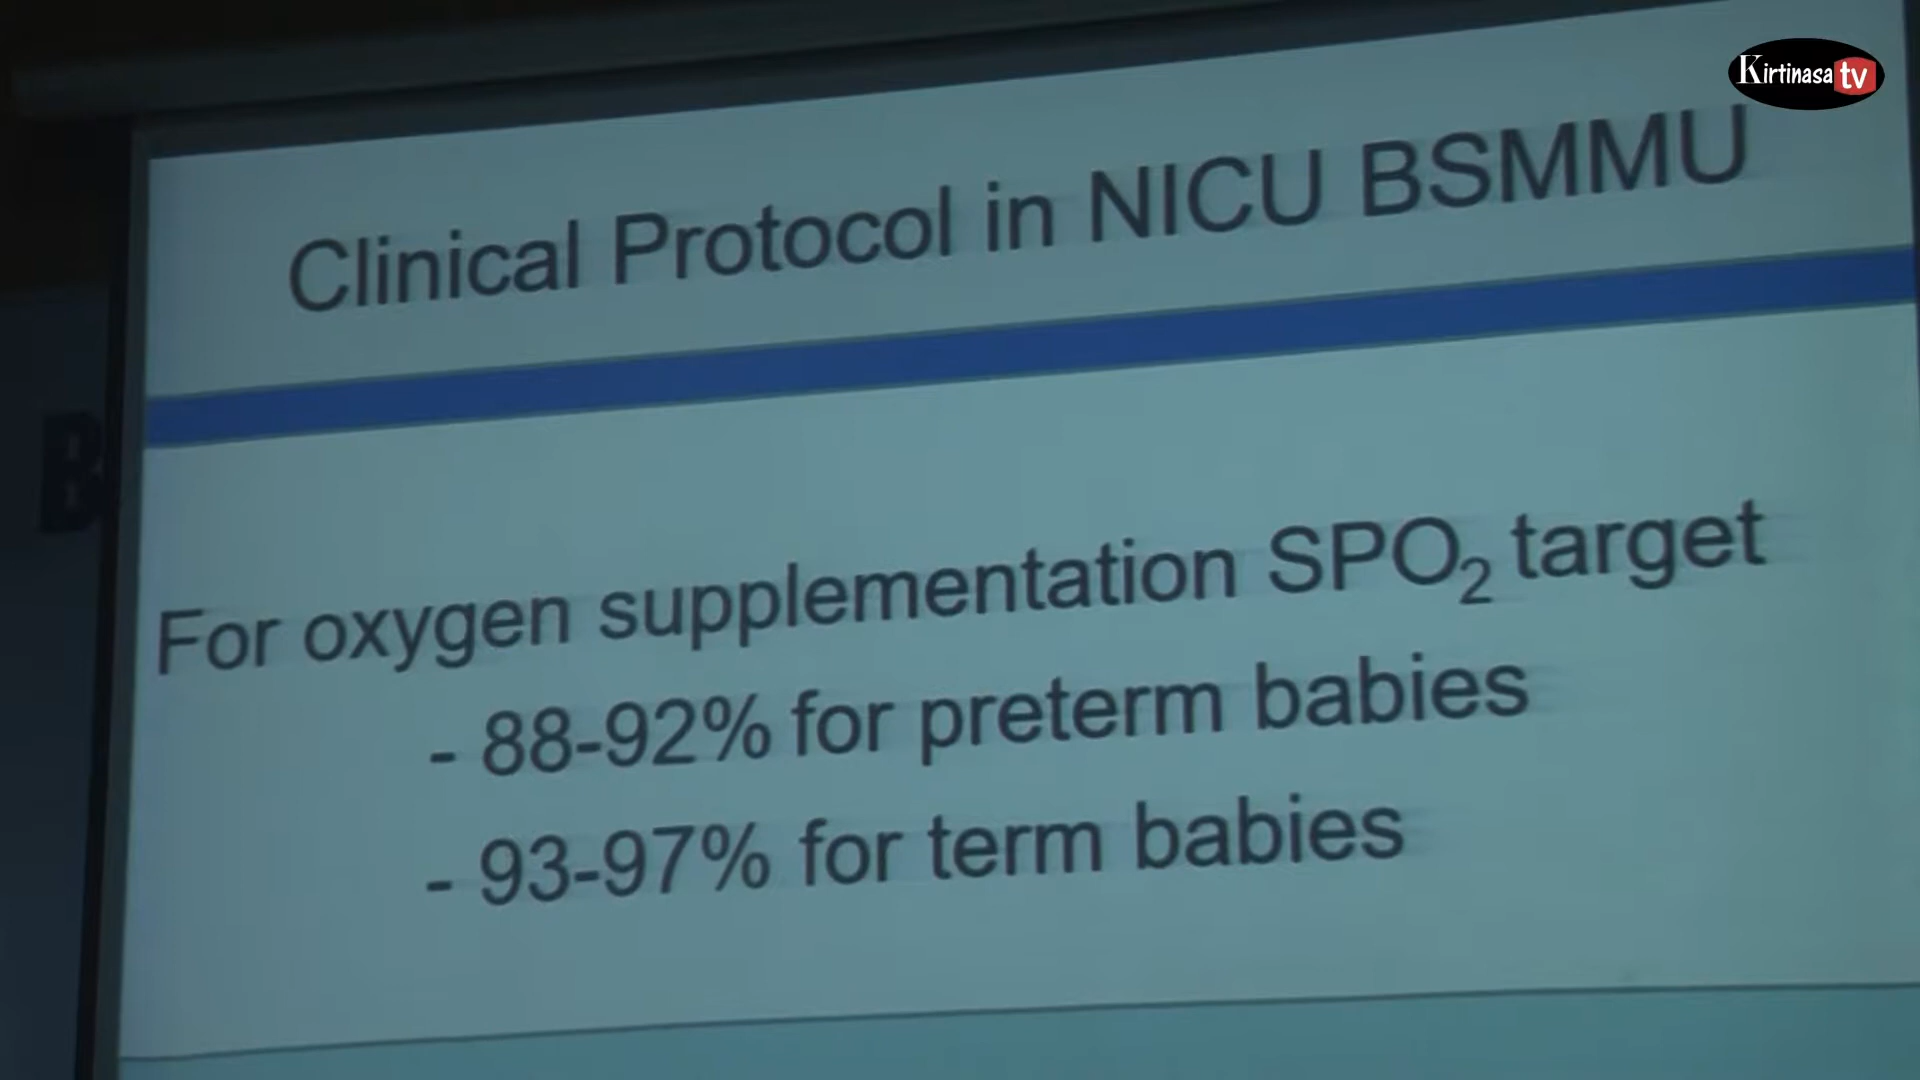 Kirtinasa tv
Clinical Protocol in NICU BSMMU
For oxygen supplementation SPO₂ target
- 88-92% for preterm babies
- 93-97% for term babies
B